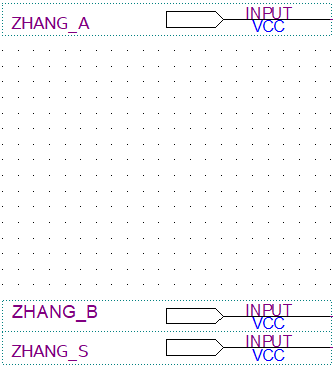 ZHANG_A INPUT
VCC
ZHANG_B INPUT
VCC
ZHANG_S INPUT
VCC